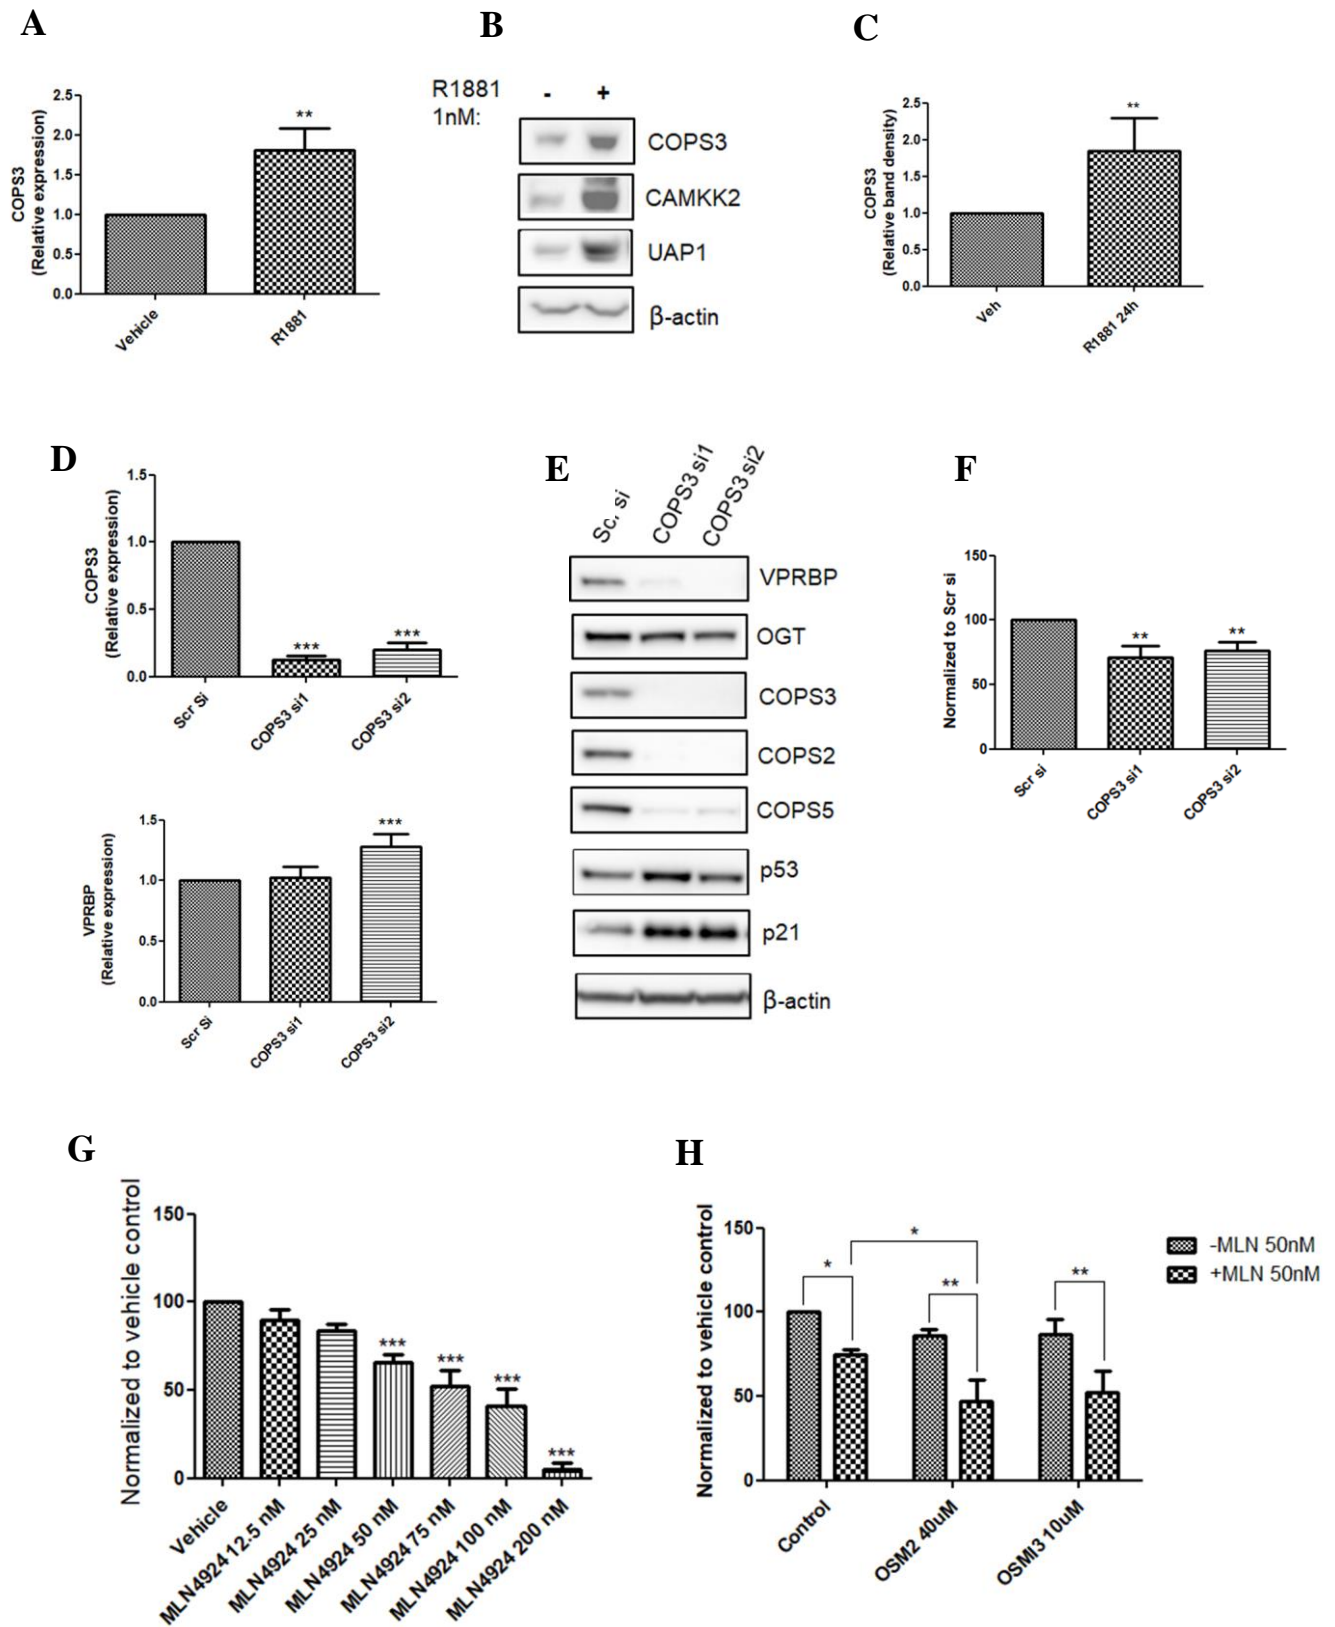 A
COPS3
(Relative expression)
2.5
2.0
1.5
1.0
0.5
0.0
**
Vehicle
R1881
B
R1881
1nM:
- +
COPS3
CAMKK2
UAP1
β-actin
C
COPS3
(Relative band density)
2.5
2.0
1.5
1.0
0.5
0.0
**
Veh
R1881 24h
D
COPS3
(Relative expression)
1.5
1.0
0.5
0.0
***
***
Scr Si
COPS3 si1
COPS3 si2
VPRBP
(Relative expression)
1.5
1.0
0.5
0.0
***
Scr Si
COPS3 si1
COPS3 si2
E
si
COPS3 si1
COPS3 si2
VPRBP
OGT
COPS3
COPS2
COPS5
p53
p21
β-actin
F
Normalized to Scr si
150
100
50
0
**
**
Scr si
COPS3 si1
COPS3 si2
G
Normalized to vehicle control
150
100
50
0
***
***
***
***
Vehicle
MLN4924 12.5 nM
MLN4924 25 nM
MLN4924 50 nM
MLN4924 75 nM
MLN4924 100 nM
MLN4924 200 nM
H
Normalized to vehicle control
150
100
50
0
*
*
**
**
Control
OSM2 40uM
OSMI3 10uM
-MLN 50nM
+MLN 50nM